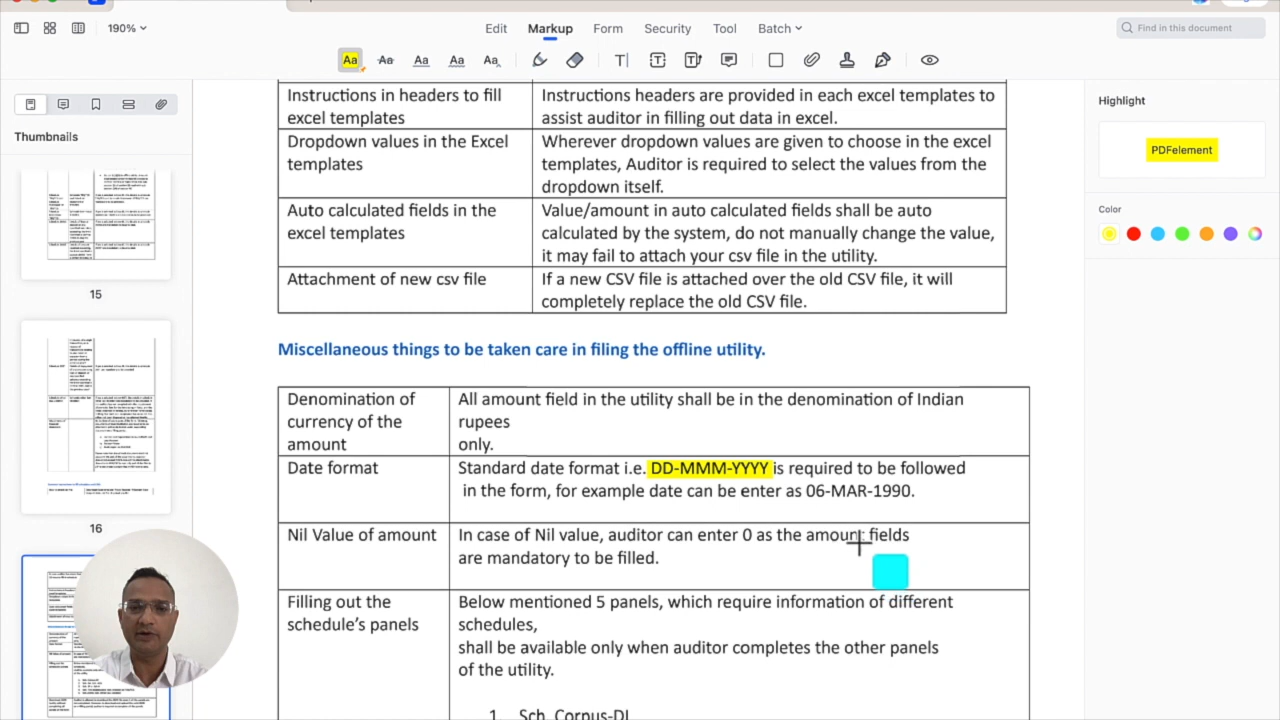 190%
Edit
Markup
Form
Security
Tool
Batch
Find in this document
Aa
Aa
Aa
Aa
Aa
T
T
T
Thumbnails
15
16
Instructions in headers to fill
excel templates
Instructions headers are provided in each excel templates to
assist auditor in filling out data in excel.
Dropdown values in the Excel
templates
Wherever dropdown values are given to choose in the excel
templates, Auditor is required to select the values from the
dropdown itself.
Auto calculated fields in the
excel templates
Value/amount in auto calculated fields shall be auto
calculated by the system, do not manually change the value,
it may fail to attach your csv file in the utility.
Attachment of new csv file
If a new CSV file is attached over the old CSV file, it will
completely replace the old CSV file.
Miscellaneous things to be taken care in filing the offline utility.
Denomination of
currency of the
amount
All amount field in the utility shall be in the denomination of Indian
rupees
only.
Date format
Standard date format i.e. DD-MMM-YYYY is required to be followed
in the form, for example date can be enter as 06-MAR-1990.
Nil Value of amount
In case of Nil value, auditor can enter 0 as the amount fields
are mandatory to be filled.
Filling out the
schedule's panels
Below mentioned 5 panels, which require information of different
schedules,
shall be available only when auditor completes the other panels
of the utility.
1. Sch. Corpus-DI
Highlight
PDFelement
Color